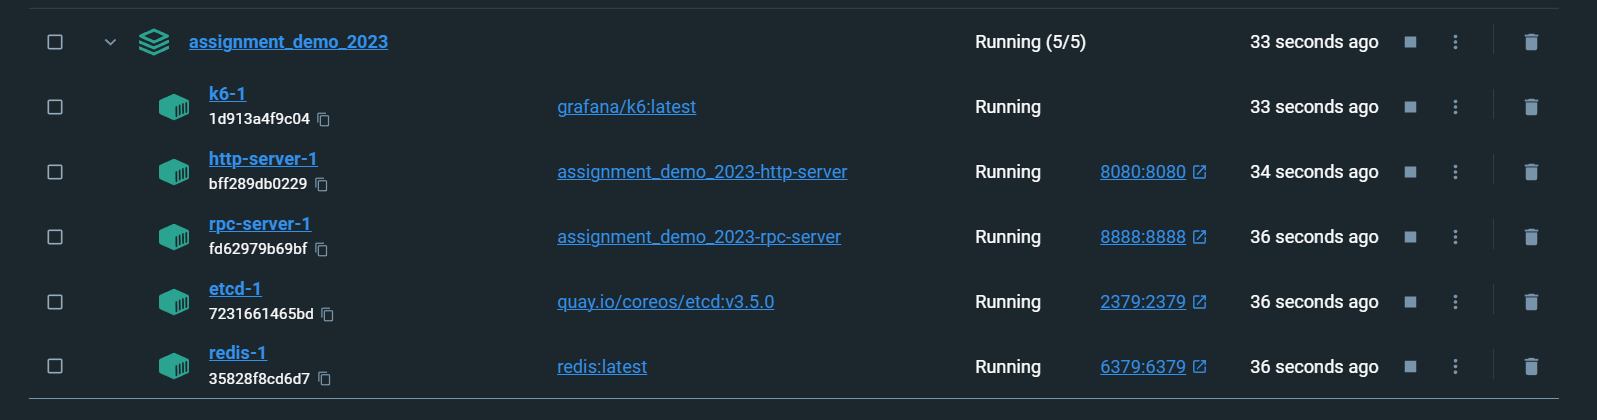 assignment_demo_2023 Running (5/5) 33 seconds ago
k6-1
1d913a4f9c04 grafana/k6:latest Running 33 seconds ago
http-server-1
bff289db0229 assignment_demo_2023-http-server Running 8080:8080 34 seconds ago
rpc-server-1
fd62979b69bf assignment_demo_2023-rpc-server Running 8888:8888 36 seconds ago
etcd-1
7231661465bd quay.io/coreos/etcd:v3.5.0 Running 2379:2379 36 seconds ago
redis-1
35828f8cd6d7 redis:latest Running 6379:6379 36 seconds ago